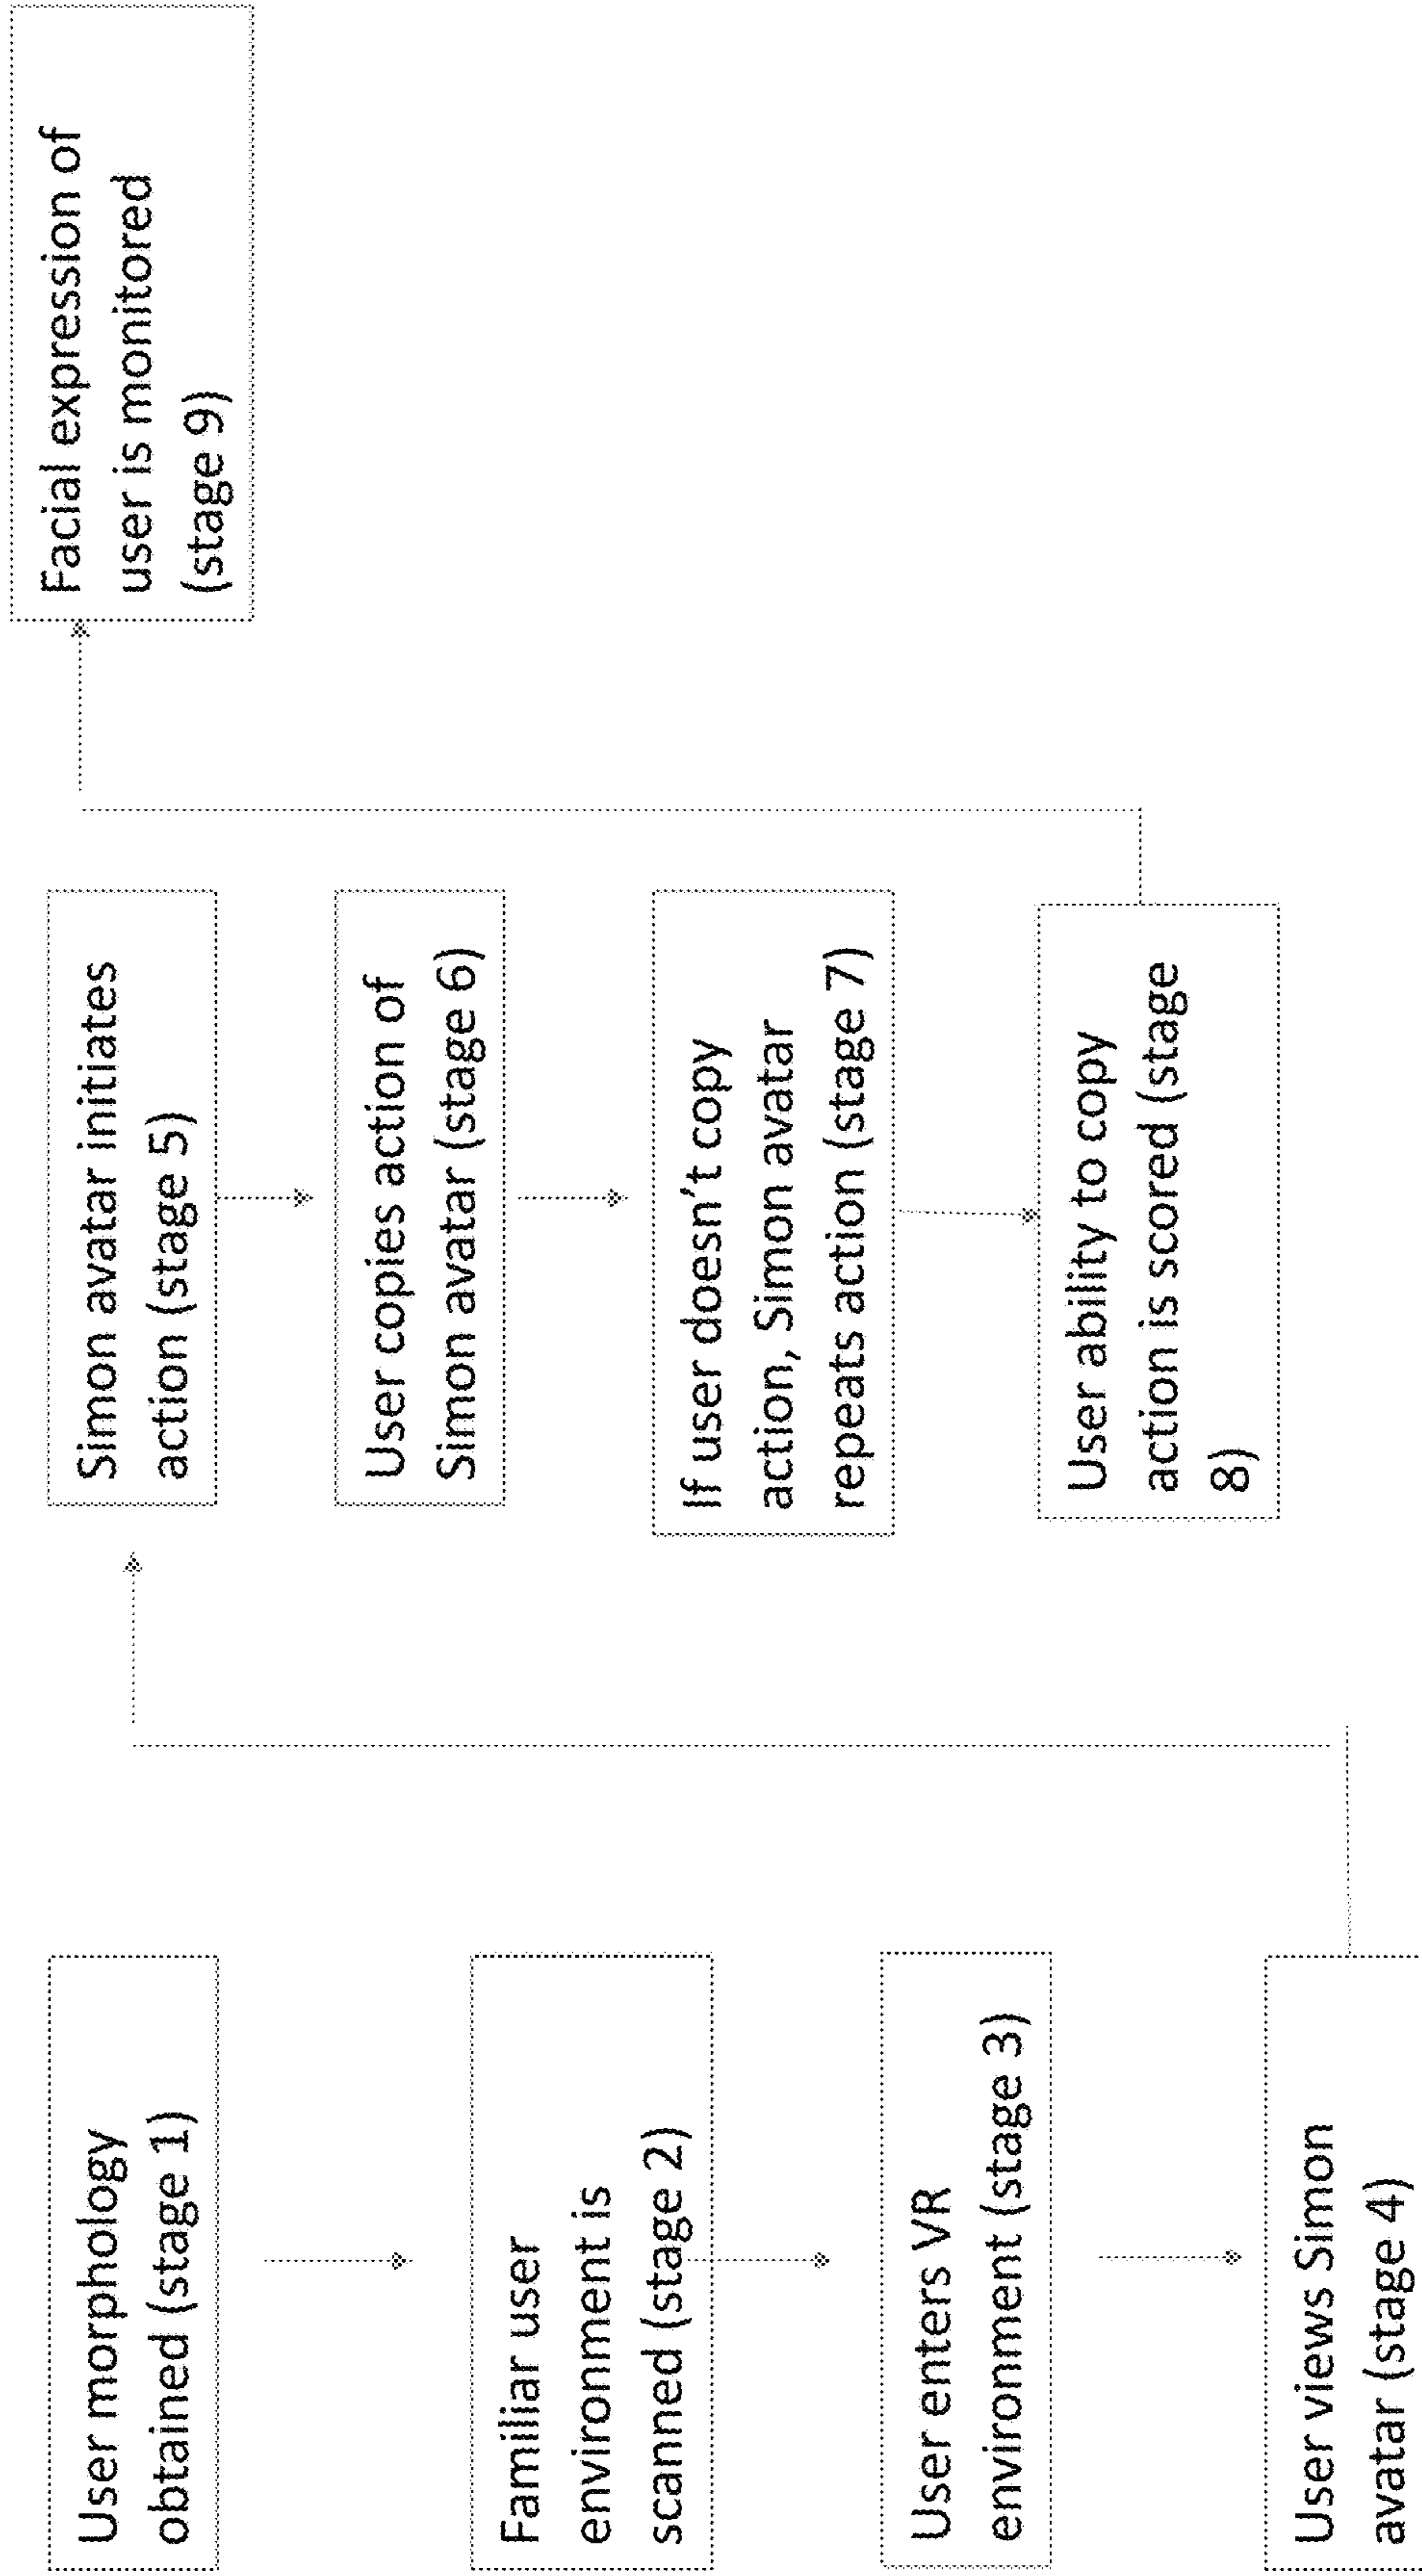 User morphology
obtained (stage 1)
Familiar user
environment is
scanned (stage 2)
User enters VR
environment (stage 3)
User views Simon
avatar (stage 4)
Simon avatar initiates
action (stage 5)
User copies action of
Simon avatar (stage 6)
If user doesn't copy
action, Simon avatar
repeats action (stage 7)
User ability to copy
action is scored (stage
8)
Facial expression of
user is monitored
(stage 9)